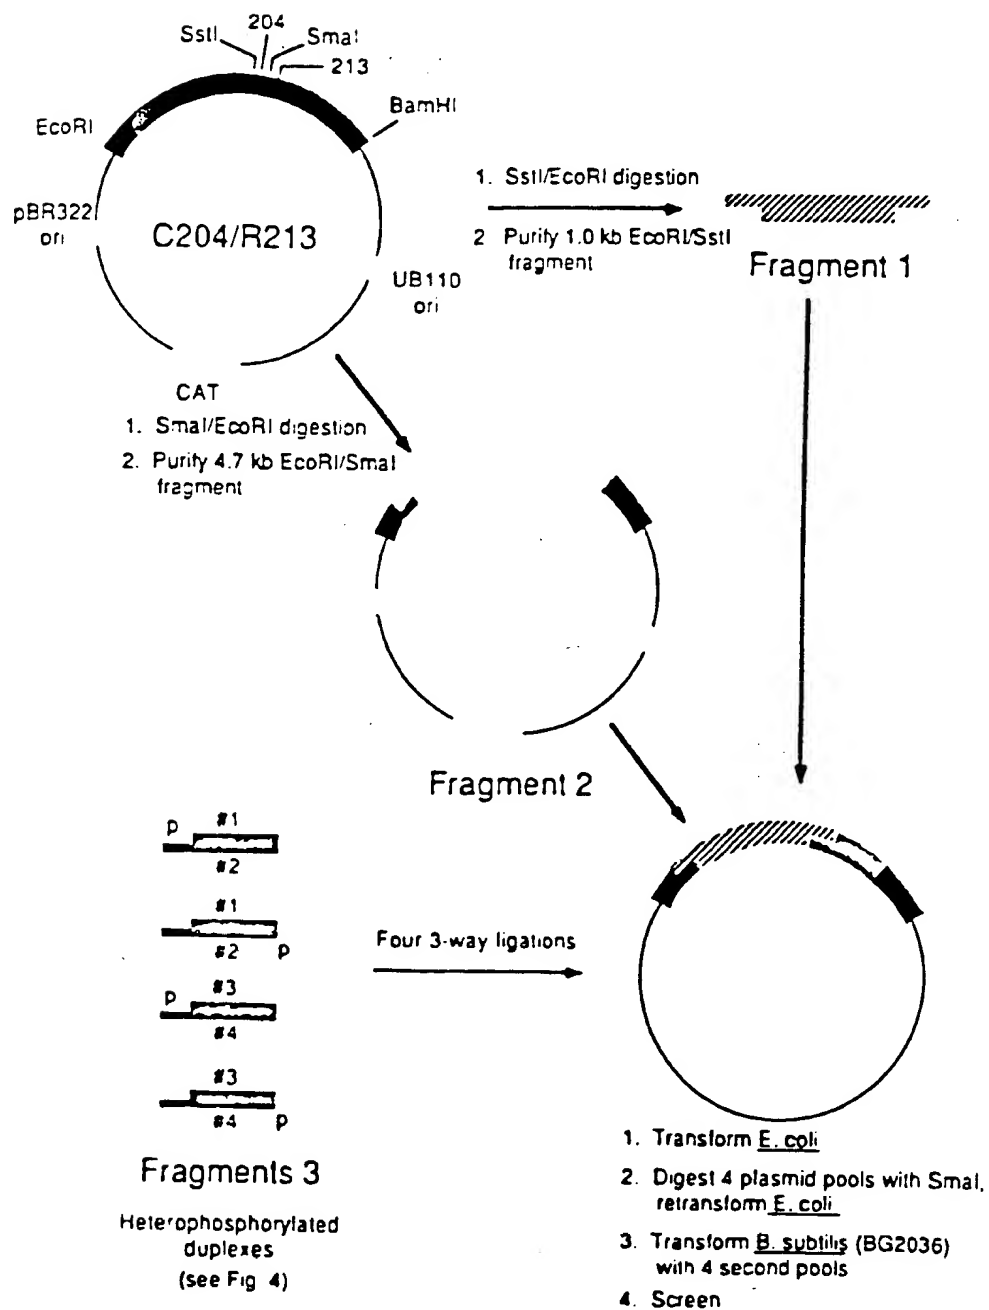 204
SstI
SmaI
213
BamHI
EcoRI
pBR322
ori
C204/R213
UB110
ori
CAT
1. SstI/EcoRI digestion
2 Purify 1.0 kb EcoRI/SstI
fragment
Fragment 1
1. SmaI/EcoRI digestion
2. Purify 4.7 kb EcoRI/SmaI
fragment
Fragment 2
p #1
#2
#1
#2 p
p #3
#4
#3
#4 p
Fragments 3
Heterophosphorylated
duplexes
(see Fig 4)
Four 3-way ligations
1. Transform E. coli
2. Digest 4 plasmid pools with SmaI,
retransform E. coli
3. Transform B. subtilis (BG2036)
with 4 second pools
4. Screen